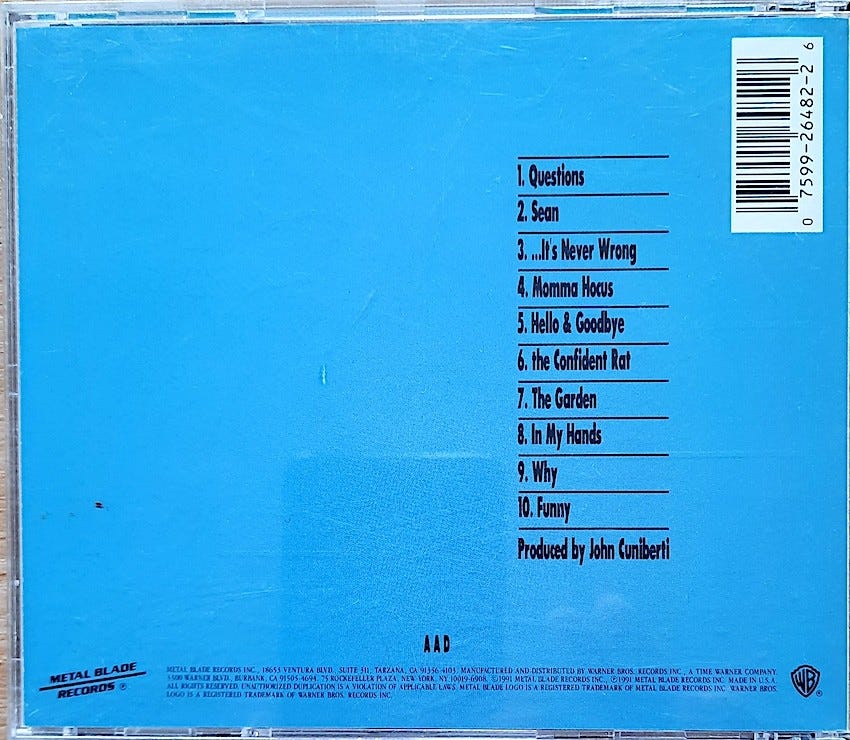 1. Questions
2. Sean
3. ...It's Never Wrong
4. Momma Hocus
5. Hello & Goodbye
6. the Confident Rat
7. The Garden
8. In My Hands
9. Why
10. Funny
Produced by John Cuniberti
0 7599-26482-2 6
AAD
METAL BLADE
RECORDS ®
METAL BLADE RECORDS INC., 18653 VENTURA BLVD., SUITE 311, TARZANA, CA 91356-4103. MANUFACTURED AND DISTRIBUTED BY WARNER BROS. RECORDS INC., A TIME WARNER COMPANY.
3300 WARNER BLVD., BURBANK, CA 91505-4694. 75 ROCKEFELLER PLAZA, NEW YORK, NY 10019-6908. ©1991 METAL BLADE RECORDS INC., ℗1991 METAL BLADE RECORDS INC. MADE IN U.S.A.
ALL RIGHTS RESERVED. UNAUTHORIZED DUPLICATION IS A VIOLATION OF APPLICABLE LAWS. METAL BLADE LOGO IS A REGISTERED TRADEMARK OF METAL BLADE RECORDS INC. WARNER BROS.
LOGO IS A REGISTERED TRADEMARK OF WARNER BROS. RECORDS INC.
WB ®